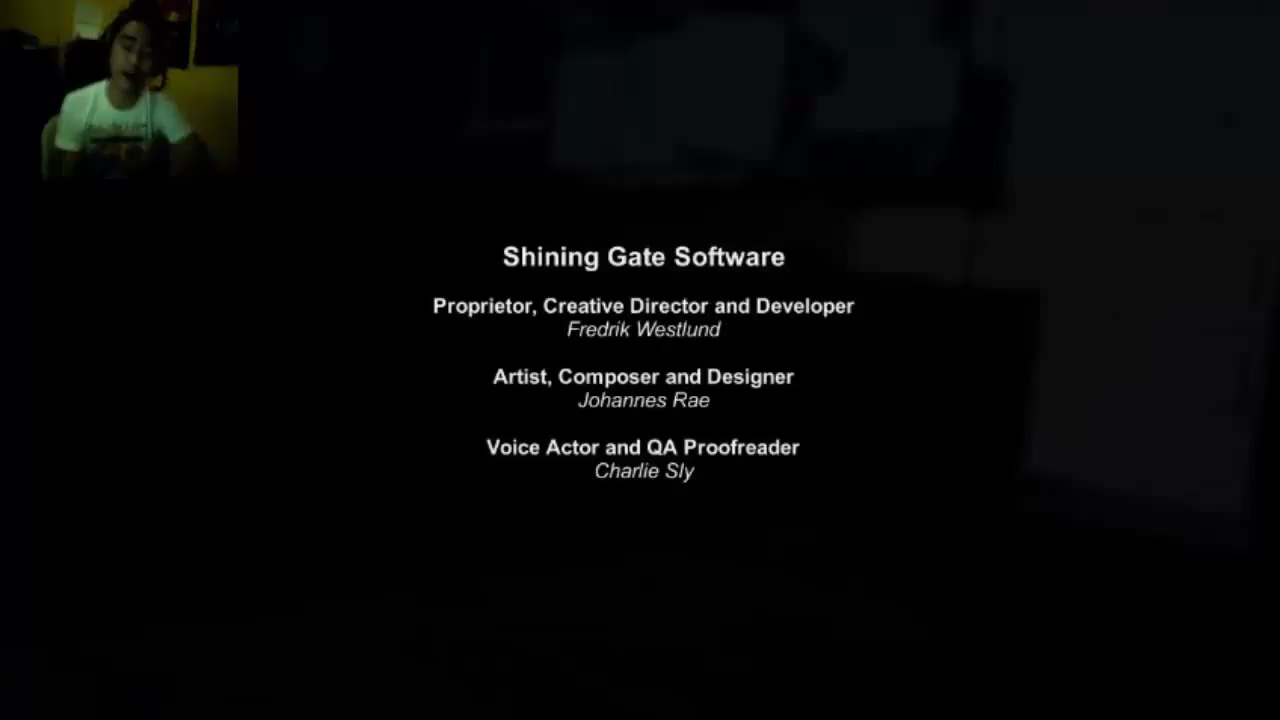 Shining Gate Software
Proprietor, Creative Director and Developer
Fredrik Westlund
Artist, Composer and Designer
Johannes Rae
Voice Actor and QA Proofreader
Charlie Sly